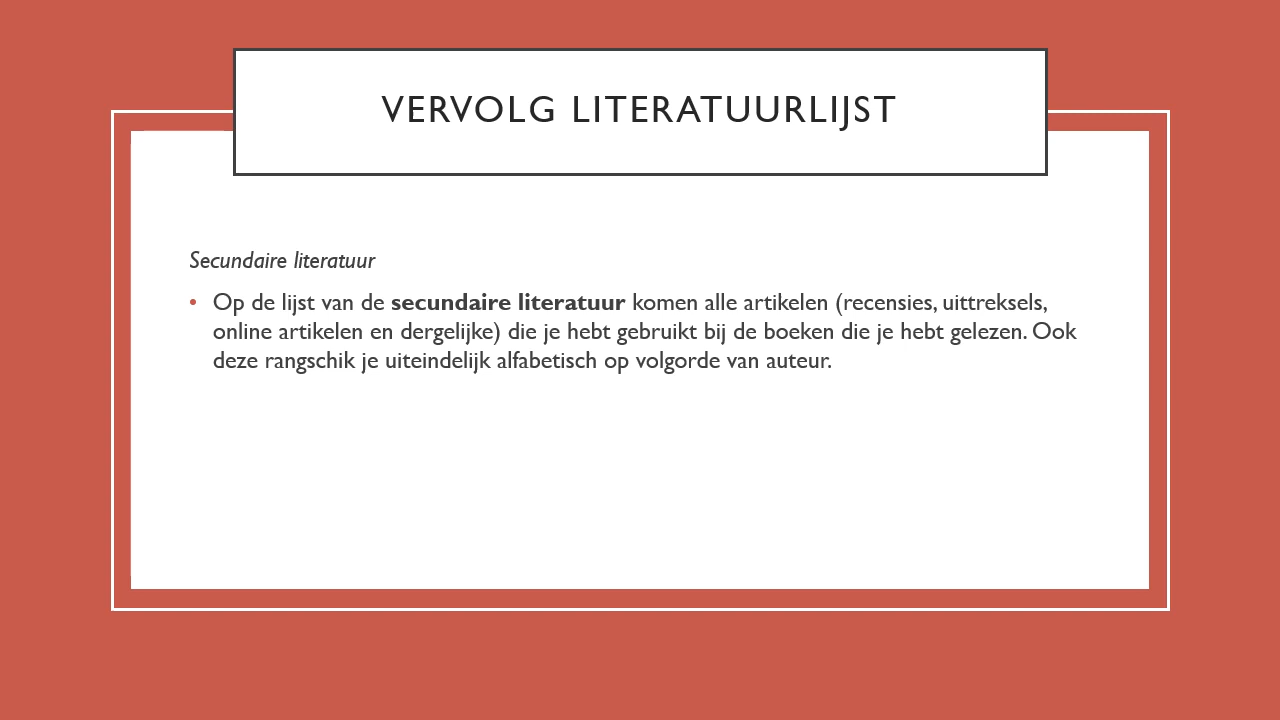 VERVOLG LITERATUURLIJST
Secundaire literatuur
• Op de lijst van de secundaire literatuur komen alle artikelen (recensies, uittreksels,
online artikelen en dergelijke) die je hebt gebruikt bij de boeken die je hebt gelezen. Ook
deze rangschik je uiteindelijk alfabetisch op volgorde van auteur.